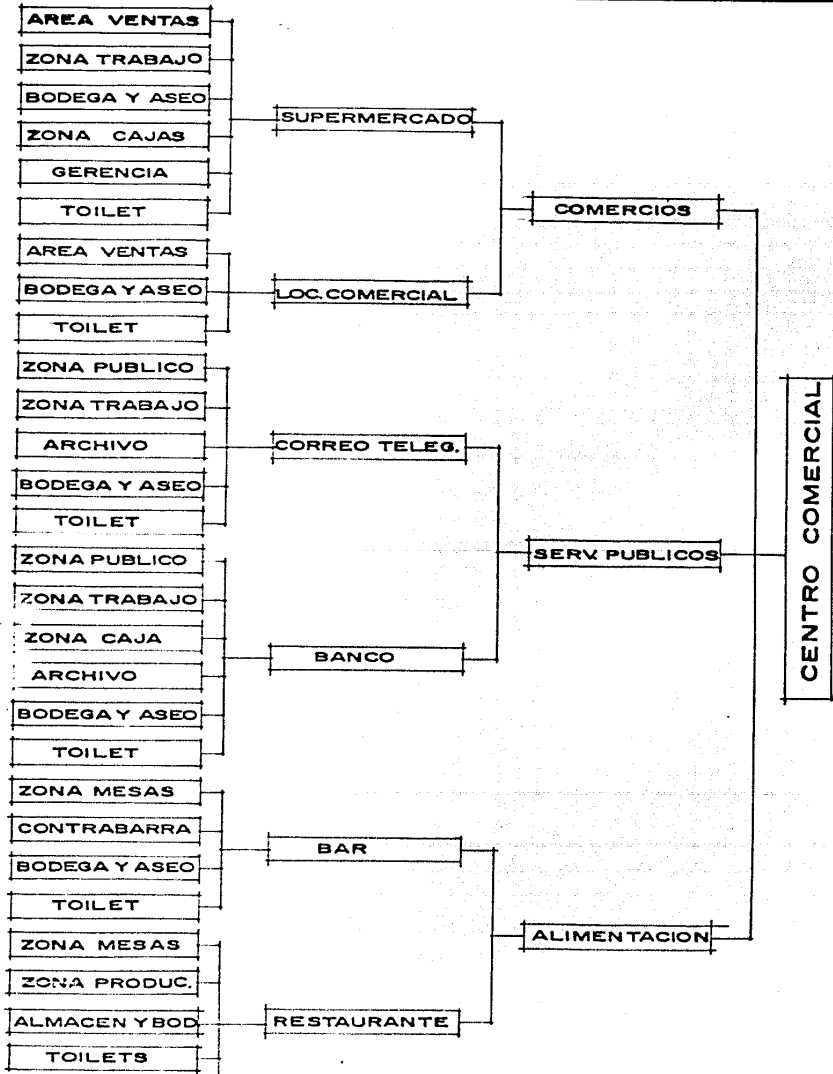 AREA VENTAS
ZONA TRABAJO
BODEGA Y ASEO
ZONA CAJAS
GERENCIA
TOILET
SUPERMERCADO
AREA VENTAS
BODEGA Y ASEO
TOILET
LOC. COMERCIAL
COMERCIOS
ZONA PUBLICO
ZONA TRABAJO
ARCHIVO
BODEGA Y ASEO
TOILET
CORREO TELEG.
ZONA PUBLICO
ZONA TRABAJO
ZONA CAJA
ARCHIVO
BODEGA Y ASEO
TOILET
BANCO
SERV. PUBLICOS
ZONA MESAS
CONTRABARRA
BODEGA Y ASEO
TOILET
BAR
ZONA MESAS
ZONA PRODUC.
ALMACEN Y BOD
TOILETS
RESTAURANTE
ALIMENTACION
CENTRO COMERCIAL